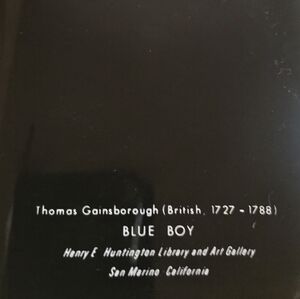 Thomas Gainsborough (British, 1727 - 1788)
BLUE BOY
Henry E Huntington Library and Art Gallery
San Marino California